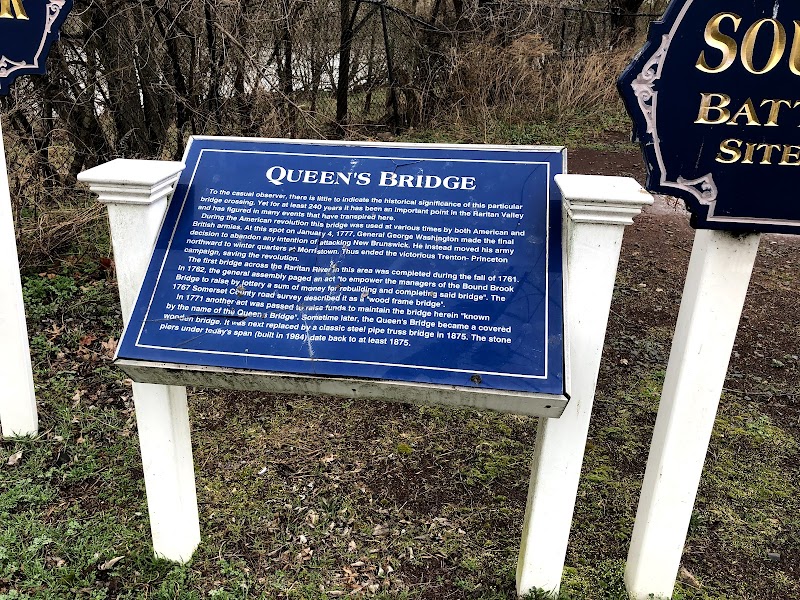 K
SOU
BATT
SITE
QUEEN'S BRIDGE
To the casual observer, there is little to indicate the historical significance of this particular
bridge crossing. Yet for at least 240 years it has been an important point in the Raritan Valley
and has figured in many events that have transpired here.
During the American revolution this bridge was used at various times by both American and
British armies. At this spot on January 4, 1777, General George Washington made the final
decision to abandon any intention of attacking New Brunswick. He instead moved his army
northward to winter quarters at Morristown. Thus ended the victorious Trenton- Princeton
campaign, saving the revolution.
The first bridge across the Raritan River in this area was completed during the fall of 1761.
In 1762, the general assembly paged an act "to empower the managers of the Bound Brook
Bridge to raise by lottery a sum of money for rebuilding and completing said bridge". The
1767 Somerset County road survey described it as a "wood frame bridge".
In 1771 another act was passed to raise funds to maintain the bridge herein "known
by the name of the Queen's Bridge". Sometime later, the Queen's Bridge became a covered
wooden bridge. It was next replaced by a classic steel pipe truss bridge in 1875. The stone
piers under today's span (built in 1984) date back to at least 1875.